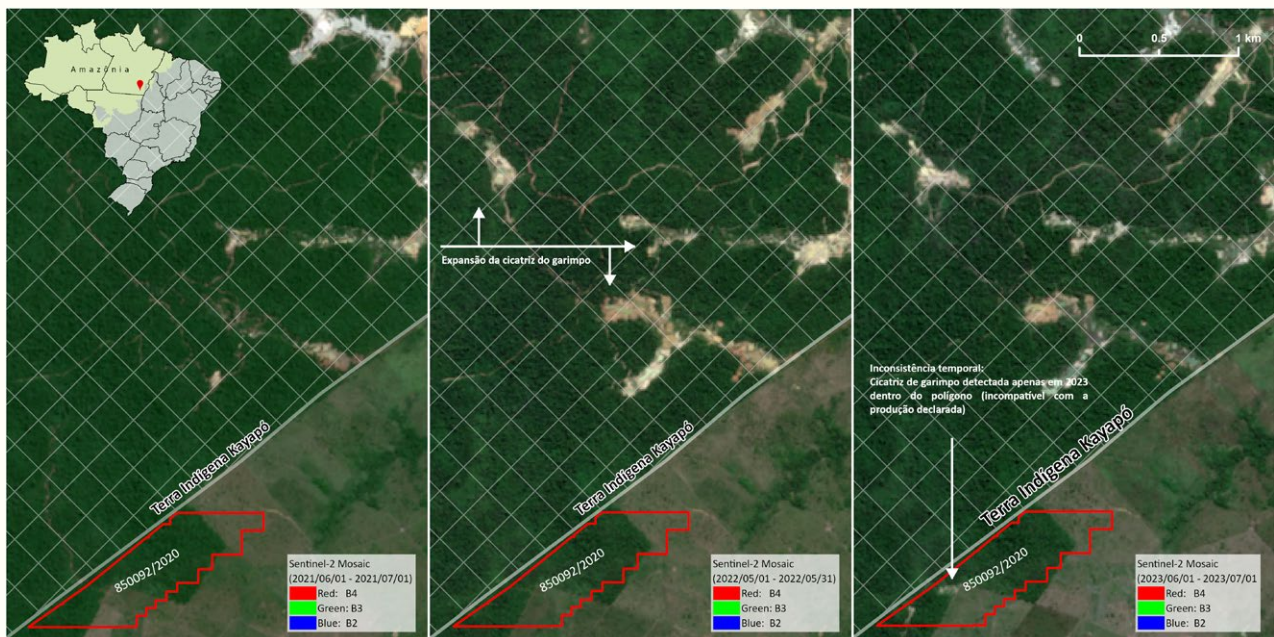 Amazônia
Terra Indígena Kayapó
850092/2020
Sentinel-2 Mosaic
(2021/06/01 - 2021/07/01)
Red: B4
Green: B3
Blue: B2
Expansão da cicatriz do garimpo
Terra Indígena Kayapó
850092/2020
Sentinel-2 Mosaic
(2022/05/01 - 2022/05/31)
Red: B4
Green: B3
Blue: B2
0 0.5 1 km
Inconsistência temporal:
Cicatriz de garimpo detectada apenas em 2023
dentro do polígono (incompatível com a
produção declarada)
Terra Indígena Kayapó
850092/2020
Sentinel-2 Mosaic
(2023/06/01 - 2023/07/01)
Red: B4
Green: B3
Blue: B2